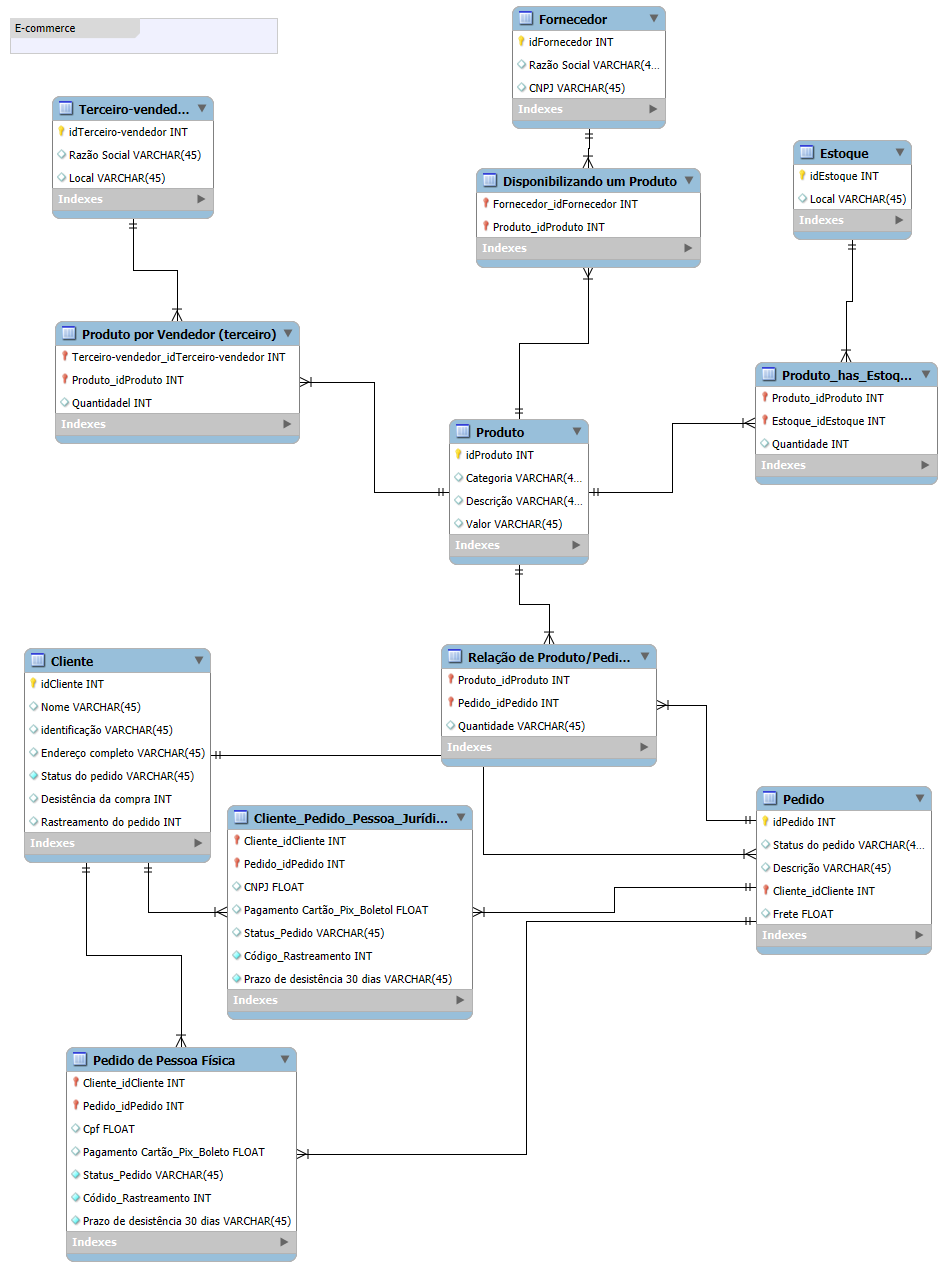 E-commerce
Fornecedor
idFornecedor INT
Razão Social VARCHAR(4...
CNPJ VARCHAR(45)
Indexes
Terceiro-vended...
idTerceiro-vendedor INT
Razão Social VARCHAR(45)
Local VARCHAR(45)
Indexes
Disponibilizando um Produto
Fornecedor_idFornecedor INT
Produto_idProduto INT
Indexes
Estoque
idEstoque INT
Local VARCHAR(45)
Indexes
Produto por Vendedor (terceiro)
Terceiro-vendedor_idTerceiro-vendedor INT
Produto_idProduto INT
Quantidadel INT
Indexes
Produto_has_Estoq...
Produto_idProduto INT
Estoque_idEstoque INT
Quantidade INT
Indexes
Produto
idProduto INT
Categoria VARCHAR(4...
Descrição VARCHAR(4...
Valor VARCHAR(45)
Indexes
Cliente
idCliente INT
Nome VARCHAR(45)
identificação VARCHAR(45)
Endereço completo VARCHAR(45)
Status do pedido VARCHAR(45)
Desistência da compra INT
Rastreamento do pedido INT
Indexes
Relação de Produto/Pedi...
Produto_idProduto INT
Pedido_idPedido INT
Quantidade VARCHAR(45)
Indexes
Pedido
idPedido INT
Status do pedido VARCHAR(4...
Descrição VARCHAR(45)
Cliente_idCliente INT
Frete FLOAT
Indexes
Cliente_Pedido_Pessoa_Jurídi...
Cliente_idCliente INT
Pedido_idPedido INT
CNPJ FLOAT
Pagamento Cartão_Pix_Boletol FLOAT
Status_Pedido VARCHAR(45)
Código_Rastreamento INT
Prazo de desistência 30 dias VARCHAR(45)
Indexes
Pedido de Pessoa Física
Cliente_idCliente INT
Pedido_idPedido INT
Cpf FLOAT
Pagamento Cartão_Pix_Boleto FLOAT
Status_Pedido VARCHAR(45)
Códido_Rastreamento INT
Prazo de desistência 30 dias VARCHAR(45)
Indexes